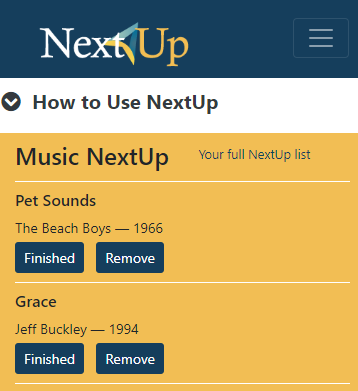 NextUp
How to Use NextUp
Music NextUp
Your full NextUp list
Pet Sounds
The Beach Boys — 1966
Finished Remove
Grace
Jeff Buckley — 1994
Finished Remove